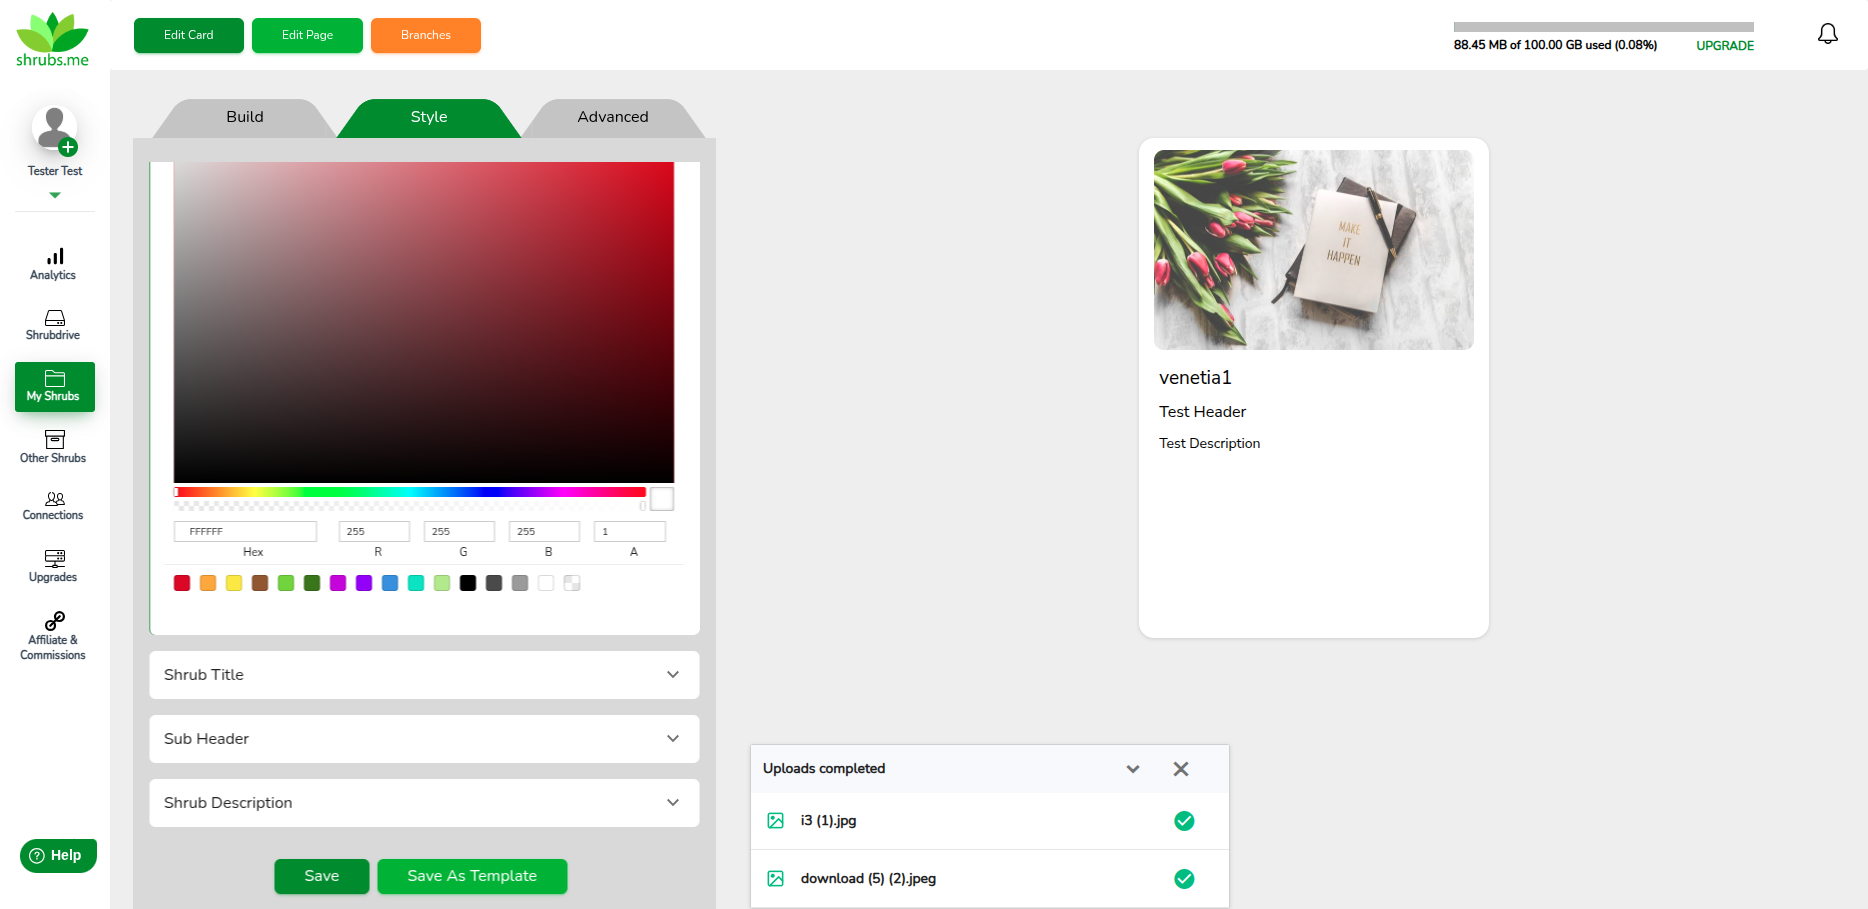 shrubs.me
Edit Card
Edit Page
Branches
88.45 MB of 100.00 GB used (0.08%)
UPGRADE
Tester Test
Analytics
Shrubdrive
My Shrubs
Other Shrubs
Connections
Upgrades
Affiliate &
Commissions
Help
Build
Style
Advanced
FFFFFF
255
255
255
1
Hex
R
G
B
A
Shrub Title
Sub Header
Shrub Description
Save
Save As Template
MAKE
IT
HAPPEN
venetia1
Test Header
Test Description
Uploads completed
i3 (1).jpg
download (5) (2).jpeg